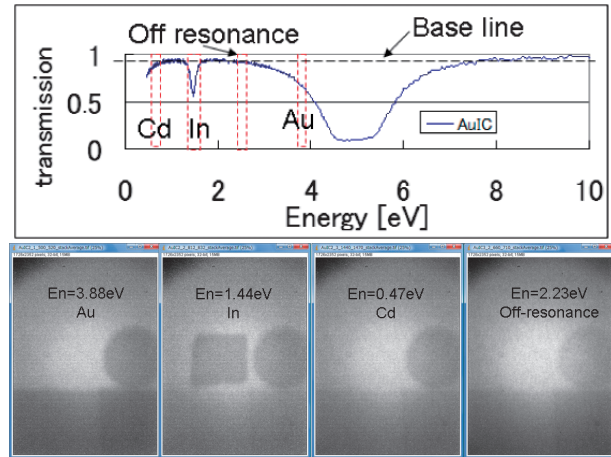 Off resonance
Base line
transmission
1
0.5
0
Cd
In
Au
AuIC
0
2
4
6
8
10
Energy [eV]
En=3.88eV
Au
En=1.44eV
In
En=0.47eV
Cd
En=2.23eV
Off-resonance